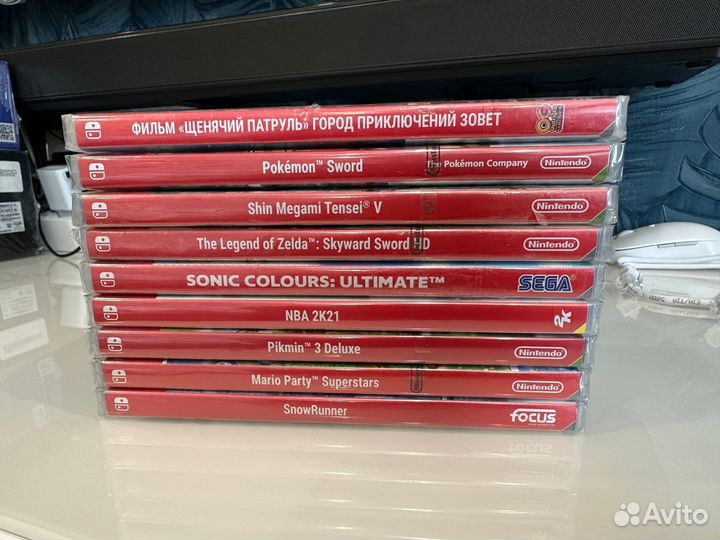 ФИЛЬМ «ЩЕНЯЧИЙ ПАТРУЛЬ» ГОРОД ПРИКЛЮЧЕНИЙ ЗОВЕТ
Pokémon™ Sword The Pokémon Company Nintendo
Shin Megami Tensei® V Nintendo
The Legend of Zelda™: Skyward Sword HD Nintendo
SONIC COLOURS: ULTIMATE™ SEGA
NBA 2K21 2K
Pikmin™ 3 Deluxe Nintendo
Mario Party™ Superstars Nintendo
SnowRunner FOCUS
Avito